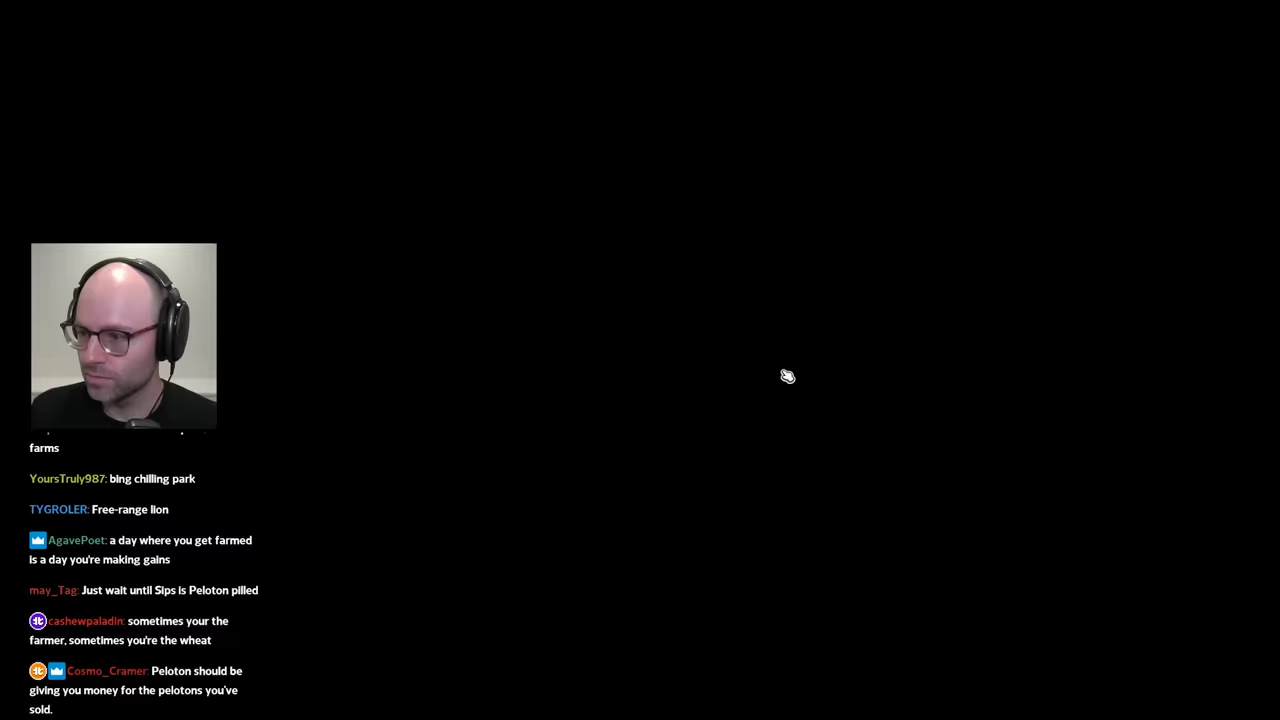 farms
YoursTruly987: bing chilling park
TYGROLER: Free-range lion
AgavePoet: a day where you get farmed
is a day you're making gains
may_Tag: Just wait until Sips is Peloton pilled
cashewpaladin: sometimes your the
farmer, sometimes you're the wheat
Cosmo_Cramer: Peloton should be
giving you money for the pelotons you've
sold.